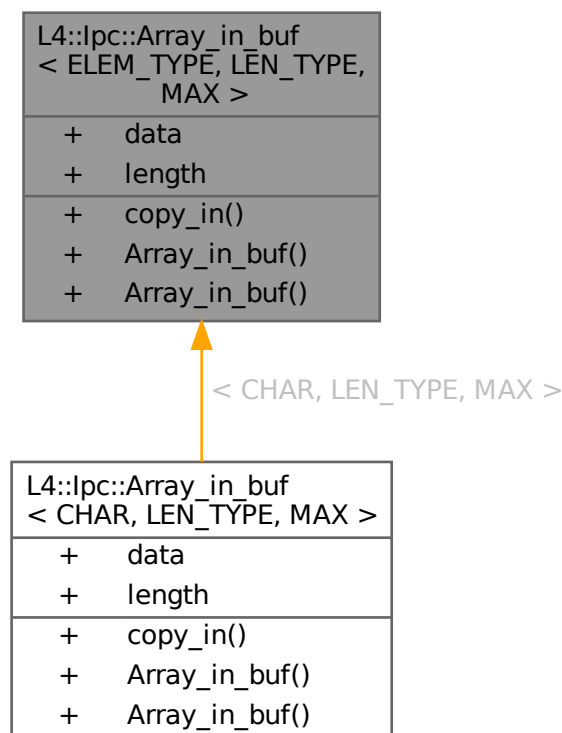 L4::Ipc::Array_in_buf
< ELEM_TYPE, LEN_TYPE,
MAX >
+ data
+ length
+ copy_in()
+ Array_in_buf()
+ Array_in_buf()
< CHAR, LEN_TYPE, MAX >
L4::Ipc::Array_in_buf
< CHAR, LEN_TYPE, MAX >
+ data
+ length
+ copy_in()
+ Array_in_buf()
+ Array_in_buf()